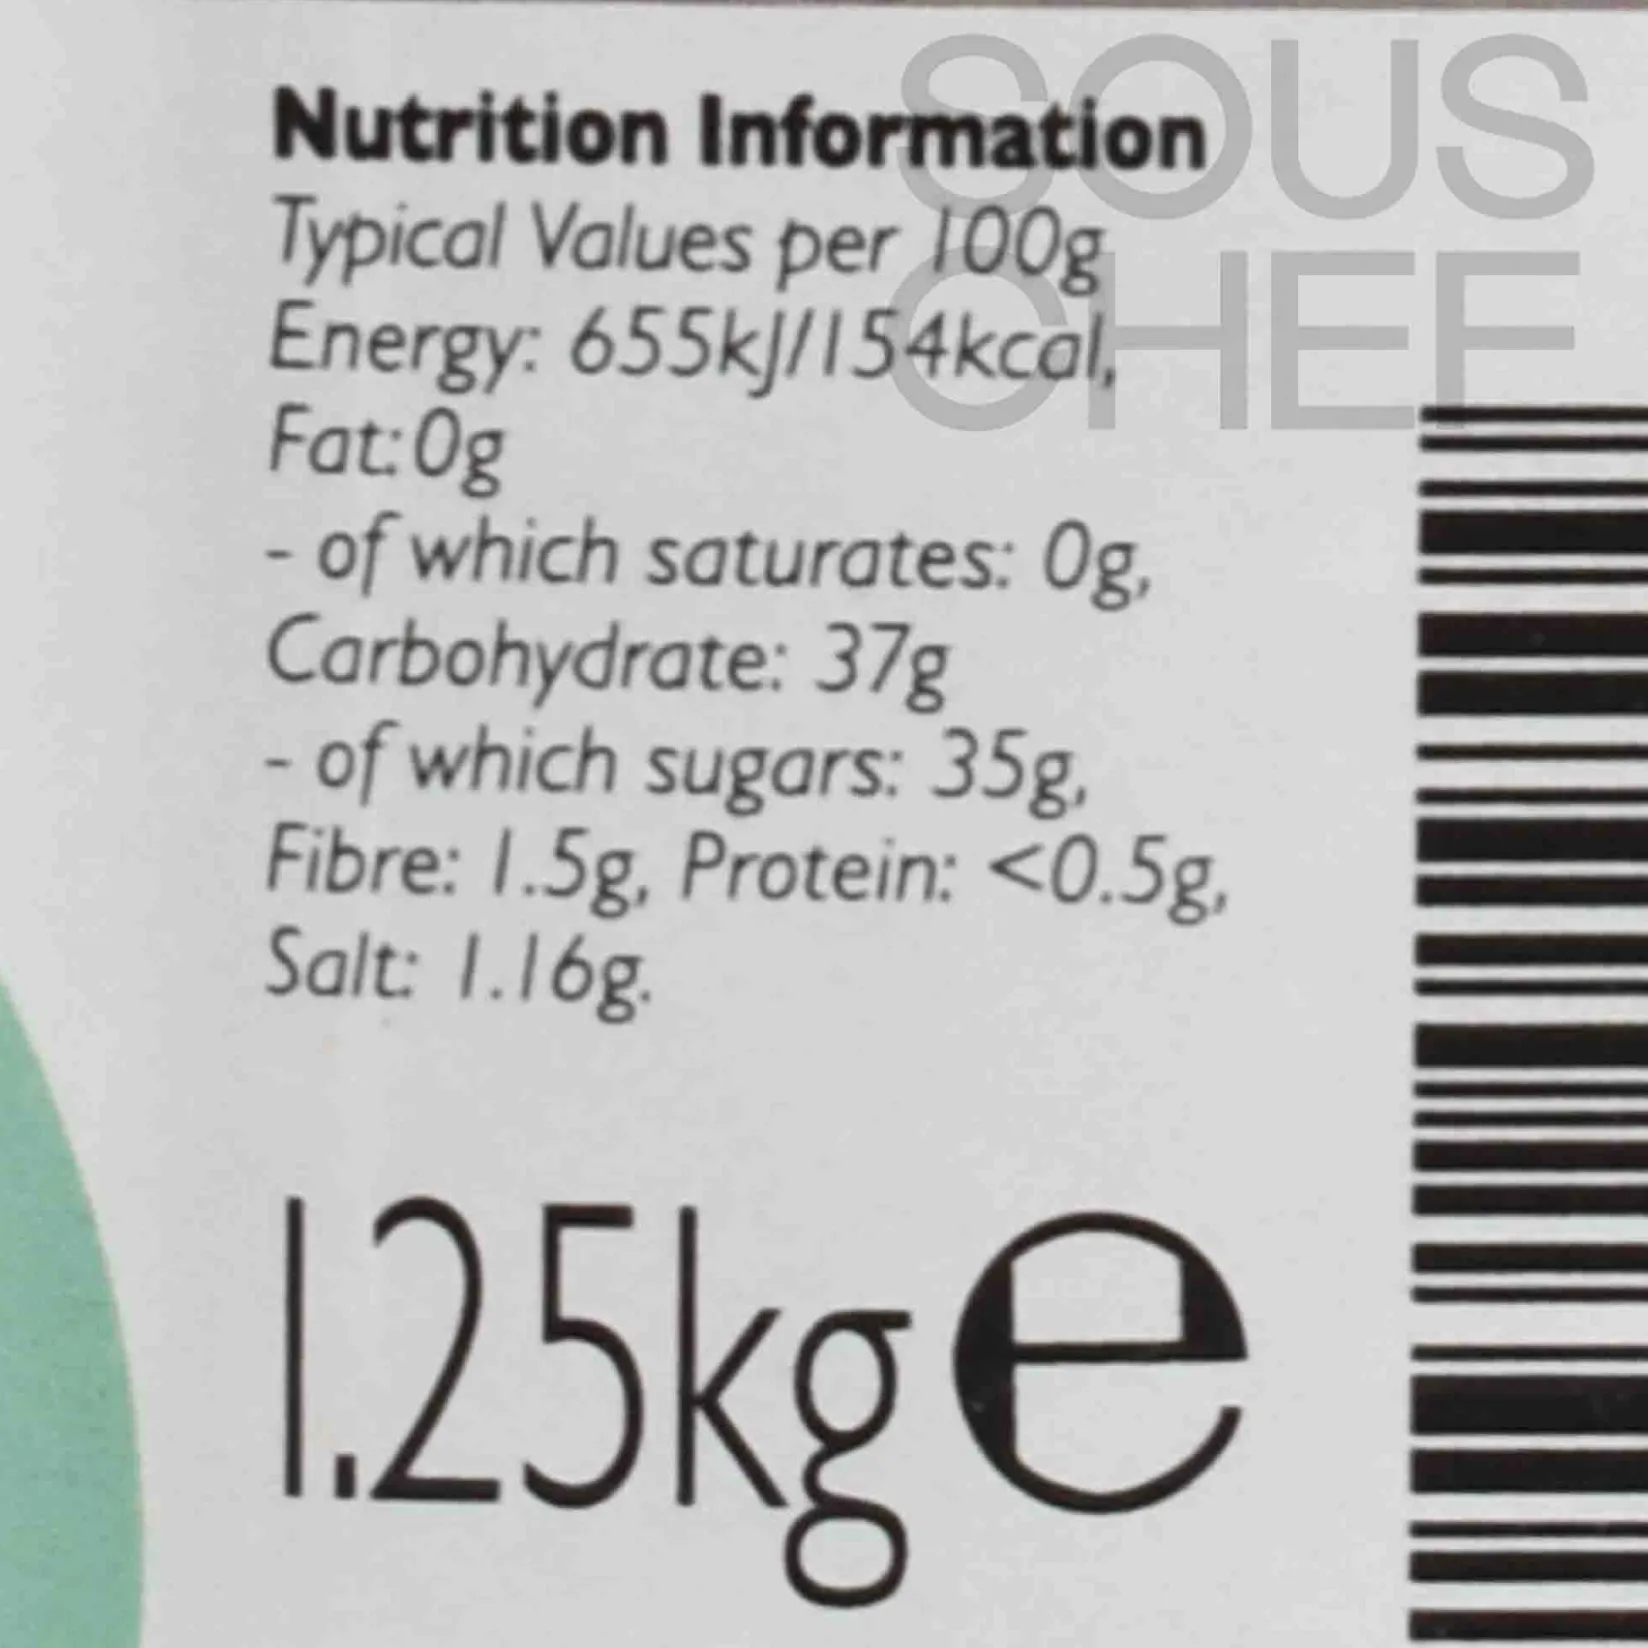 SOUS
CHEF
Nutrition Information
Typical Values per 100g
Energy: 655kJ/154kcal,
Fat: 0g
- of which saturates: 0g,
Carbohydrate: 37g
- of which sugars: 35g,
Fibre: 1.5g, Protein: <0.5g,
Salt: 1.16g.
1.25kg e